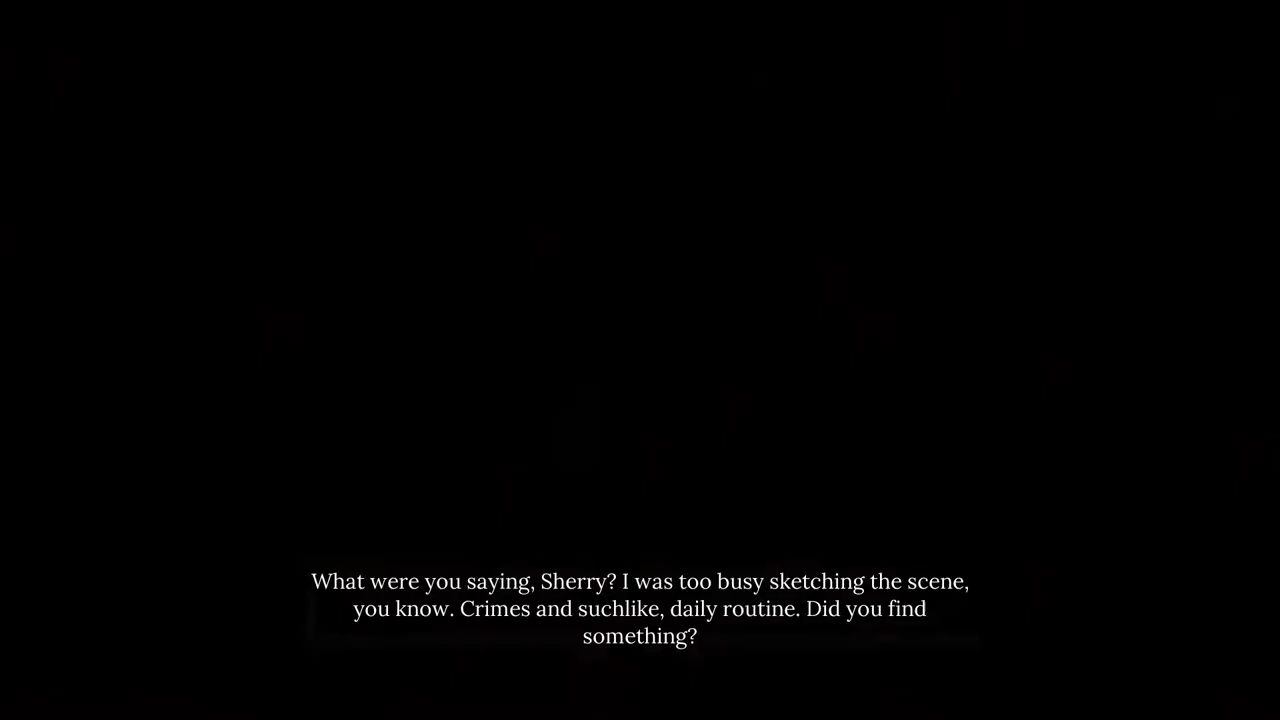 What were you saying, Sherry? I was too busy sketching the scene,
you know. Crimes and suchlike, daily routine. Did you find
something?